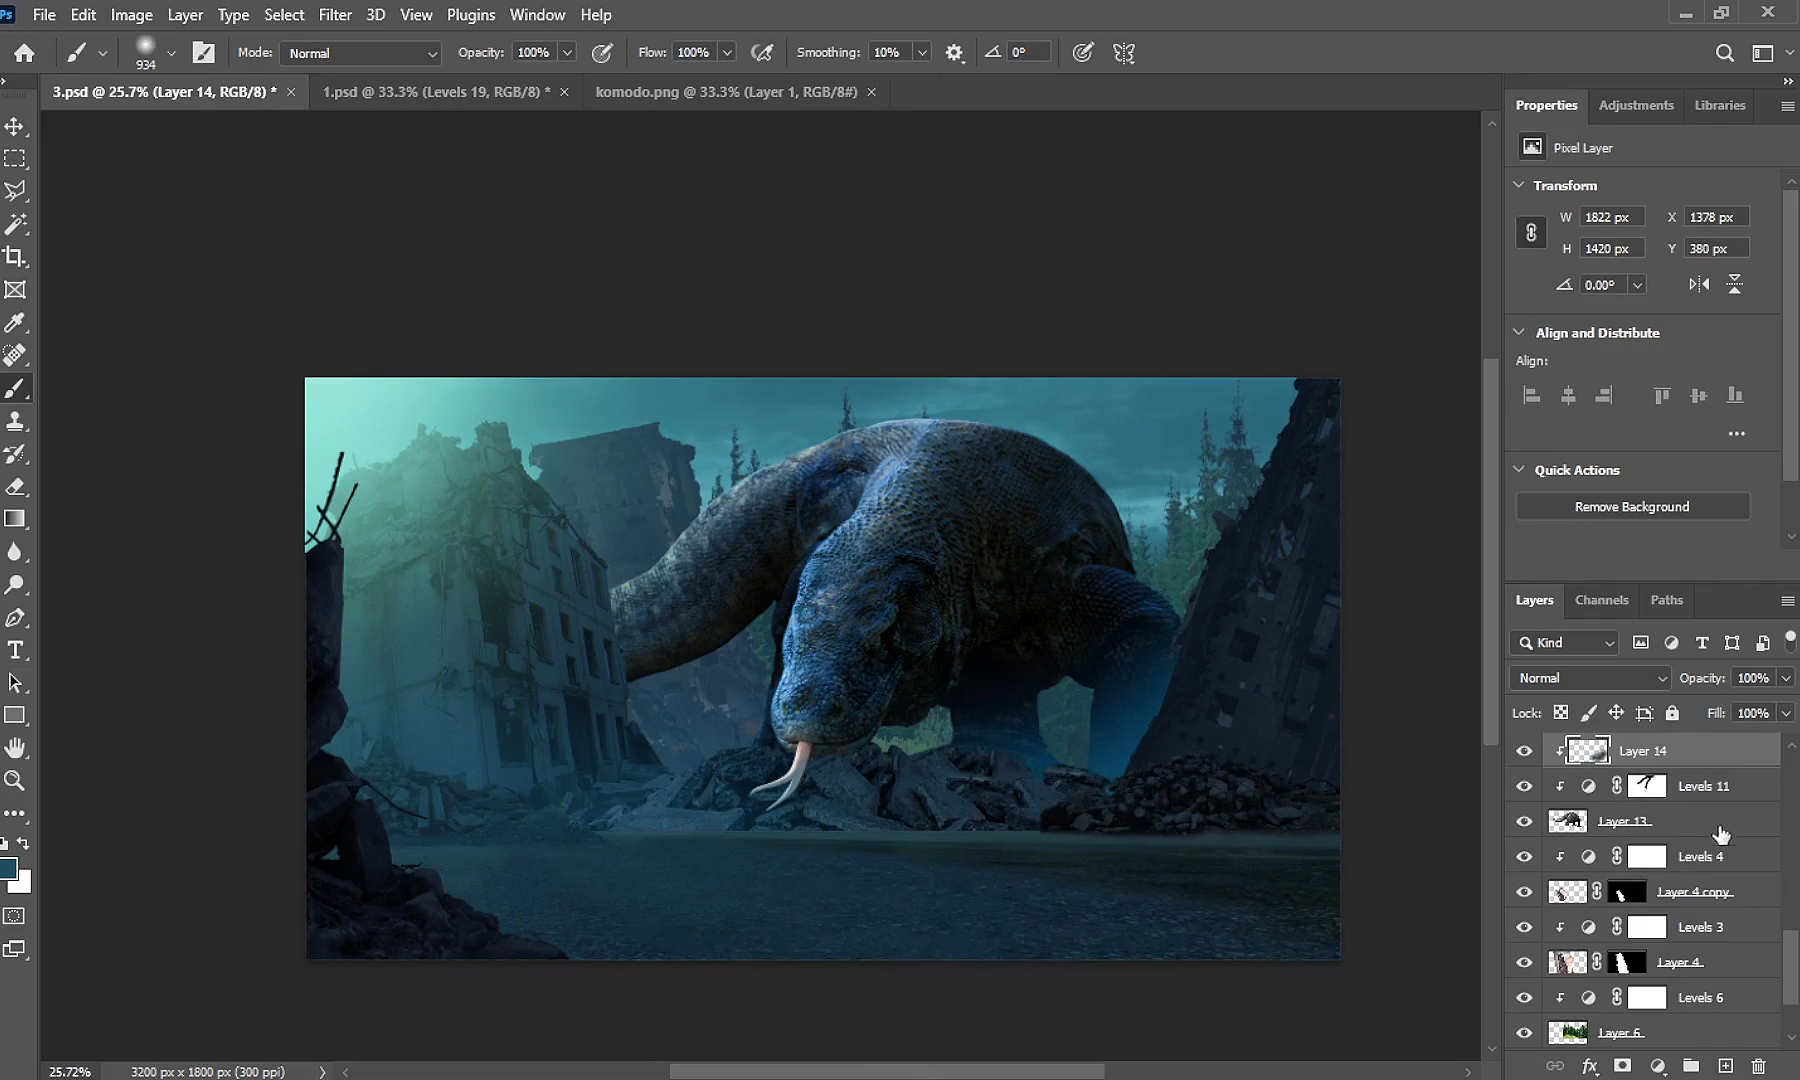 Ps File Edit Image Layer Type Select Filter 3D View Plugins Window Help
934 Mode: Normal Opacity: 100% Flow: 100% Smoothing: 10% 0°
3.psd @ 25.7% (Layer 14, RGB/8) * × 1.psd @ 33.3% (Levels 19, RGB/8) * × komodo.png @ 33.3% (Layer 1, RGB/8#) ×
Properties Adjustments Libraries
Pixel Layer
Transform
W 1822 px X 1378 px
H 1420 px Y 380 px
0.00°
Align and Distribute
Align:
Quick Actions
Remove Background
Layers Channels Paths
Kind
Normal Opacity: 100%
Lock: Fill: 100%
Layer 14
Levels 11
Layer 13
Levels 4
Layer 4 copy
Levels 3
Layer 4
Levels 6
Layer 6
25.72% 3200 px x 1800 px (300 ppi)